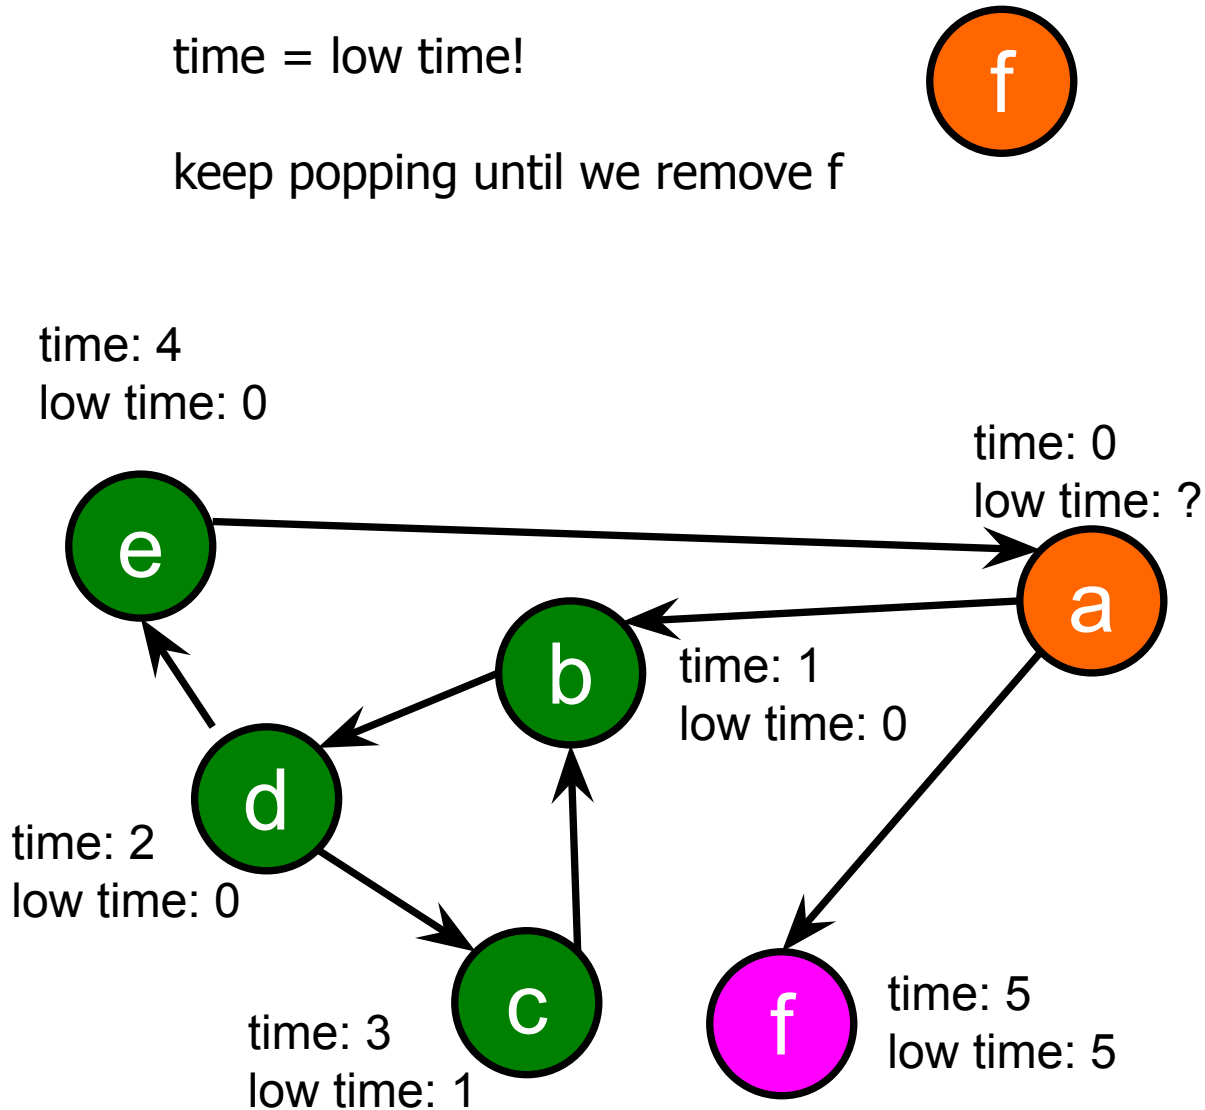 time = low time!
f
keep popping until we remove f
time: 4
low time: 0
time: 0
low time: ?
e
a
b
time: 1
low time: 0
d
time: 2
low time: 0
c
f
time: 5
low time: 5
time: 3
low time: 1